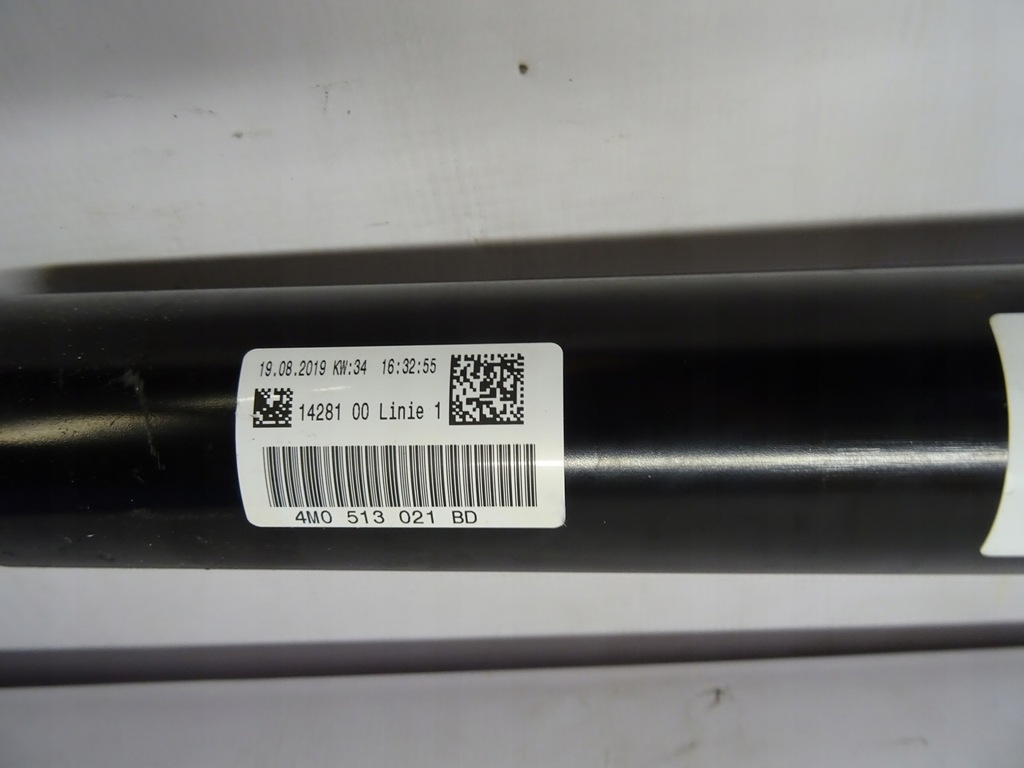 19.08.2019 KW:34 16:32:55
14281 00 Linie 1
4M0 513 021 BD